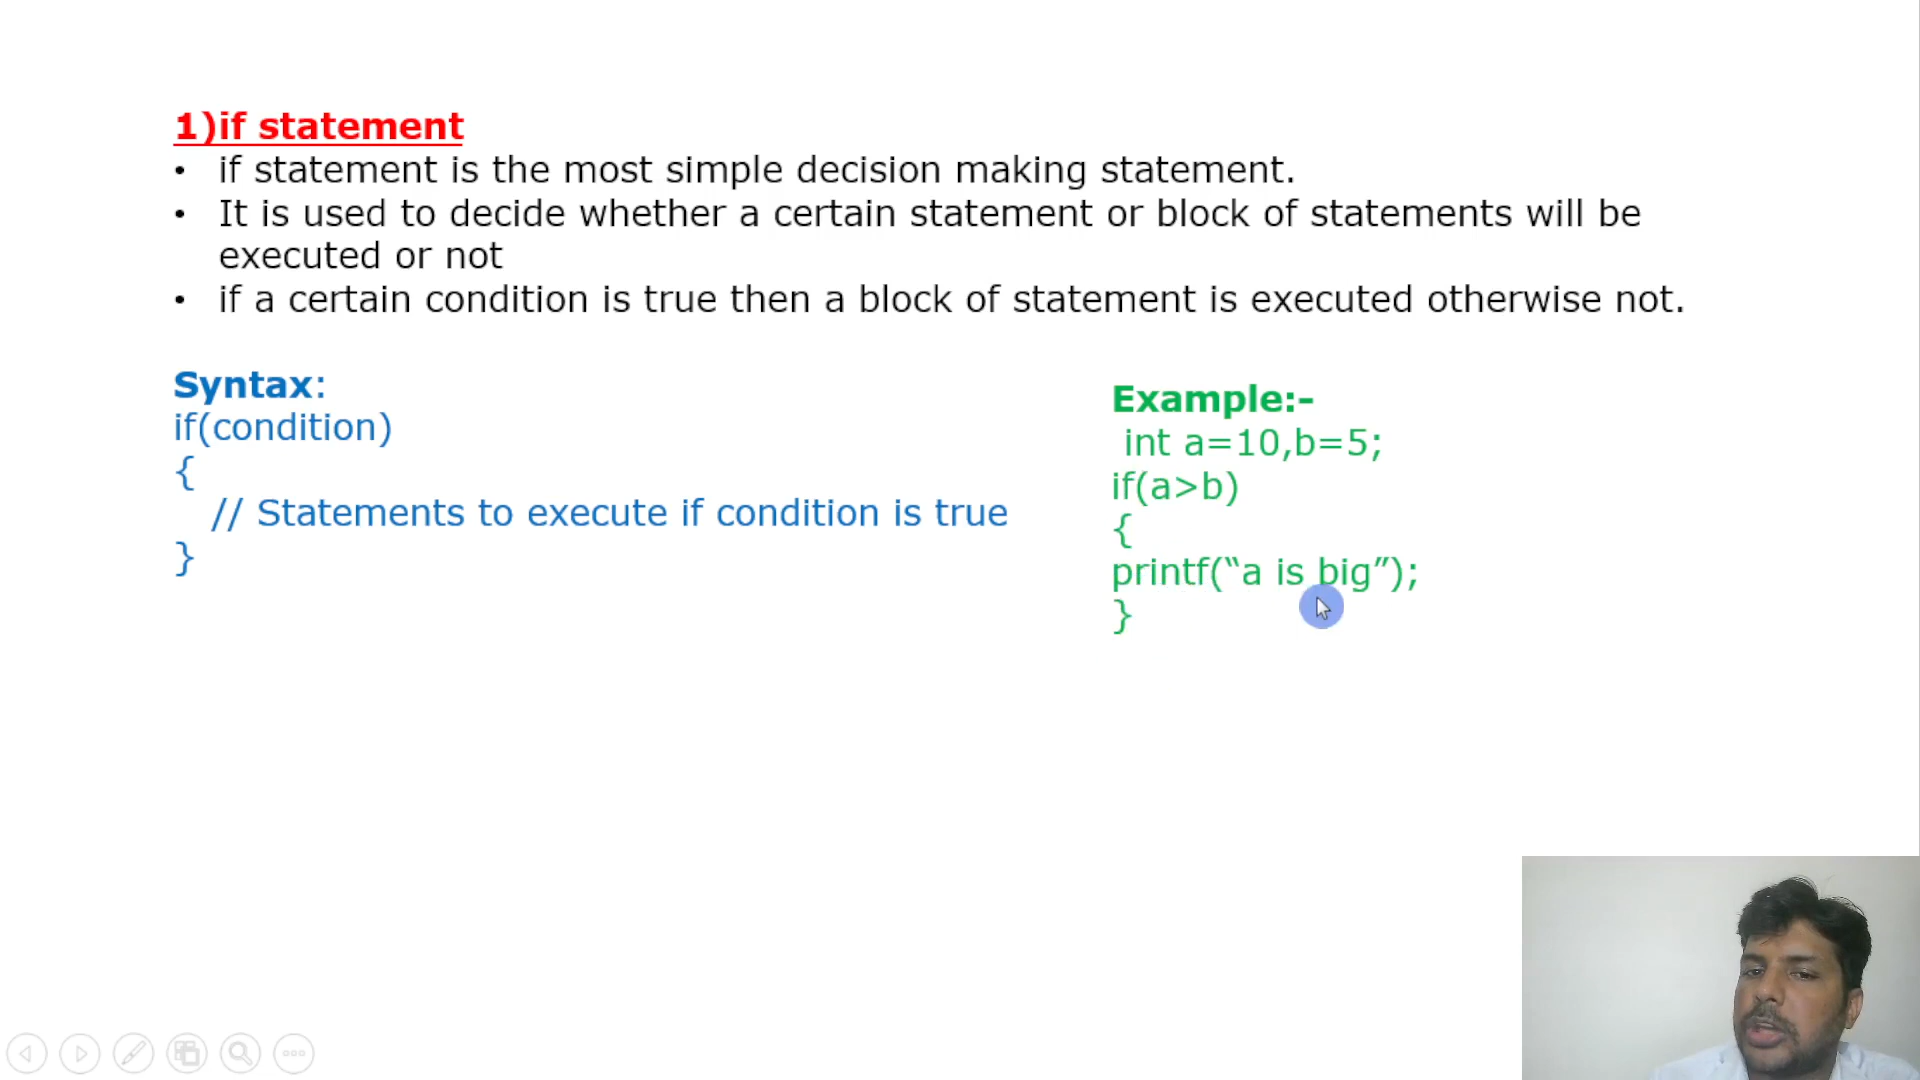 1)if statement
• if statement is the most simple decision making statement.
• It is used to decide whether a certain statement or block of statements will be
executed or not
• if a certain condition is true then a block of statement is executed otherwise not.
Syntax:
if(condition)
{
// Statements to execute if condition is true
}
Example:-
int a=10,b=5;
if(a>b)
{
printf(“a is big”);
}